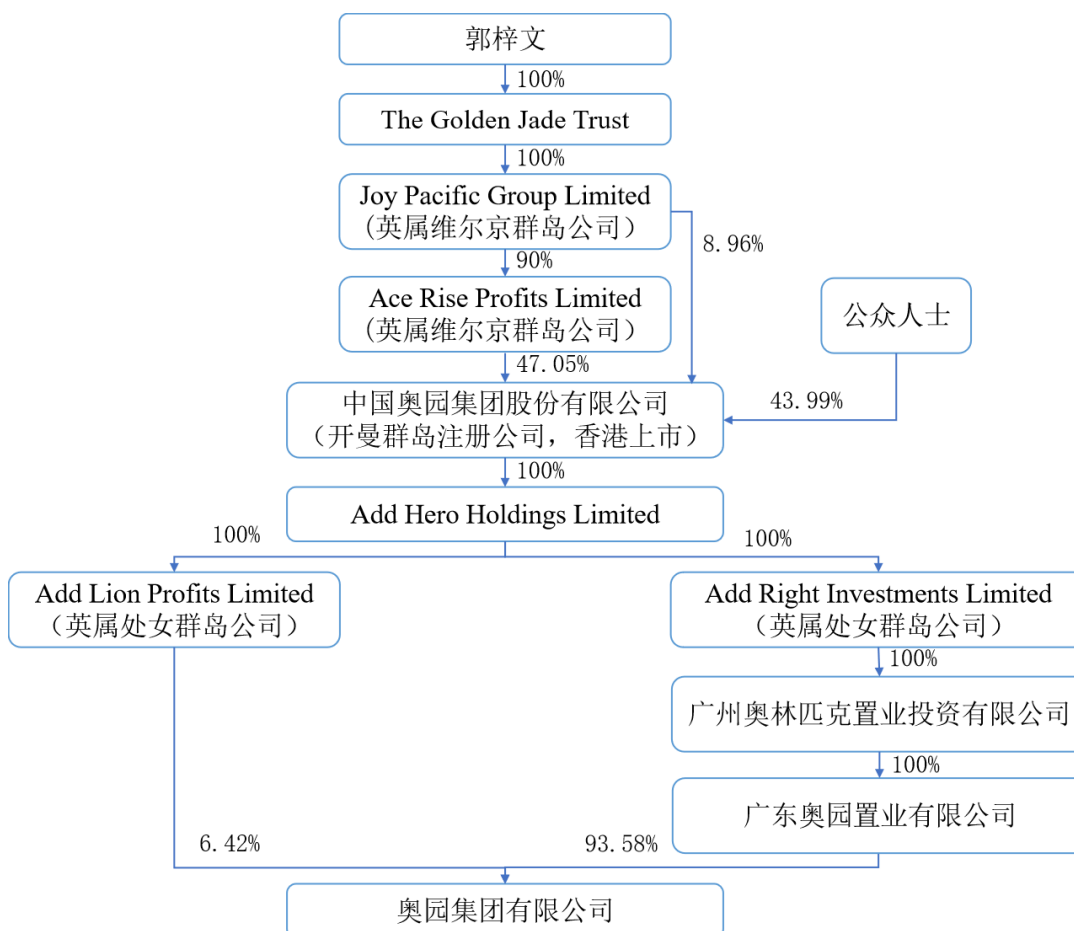 郭梓文
100%
The Golden Jade Trust
100%
Joy Pacific Group Limited
(英属维尔京群岛公司）
8.96%
90%
Ace Rise Profits Limited
(英属维尔京群岛公司）
公众人士
47.05%
中国奥园集团股份有限公司
（开曼群岛注册公司，香港上市）
43.99%
100%
Add Hero Holdings Limited
100%
100%
Add Lion Profits Limited
（英属处女群岛公司）
Add Right Investments Limited
（英属处女群岛公司）
100%
广州奥林匹克置业投资有限公司
100%
广东奥园置业有限公司
6.42%
93.58%
奥园集团有限公司